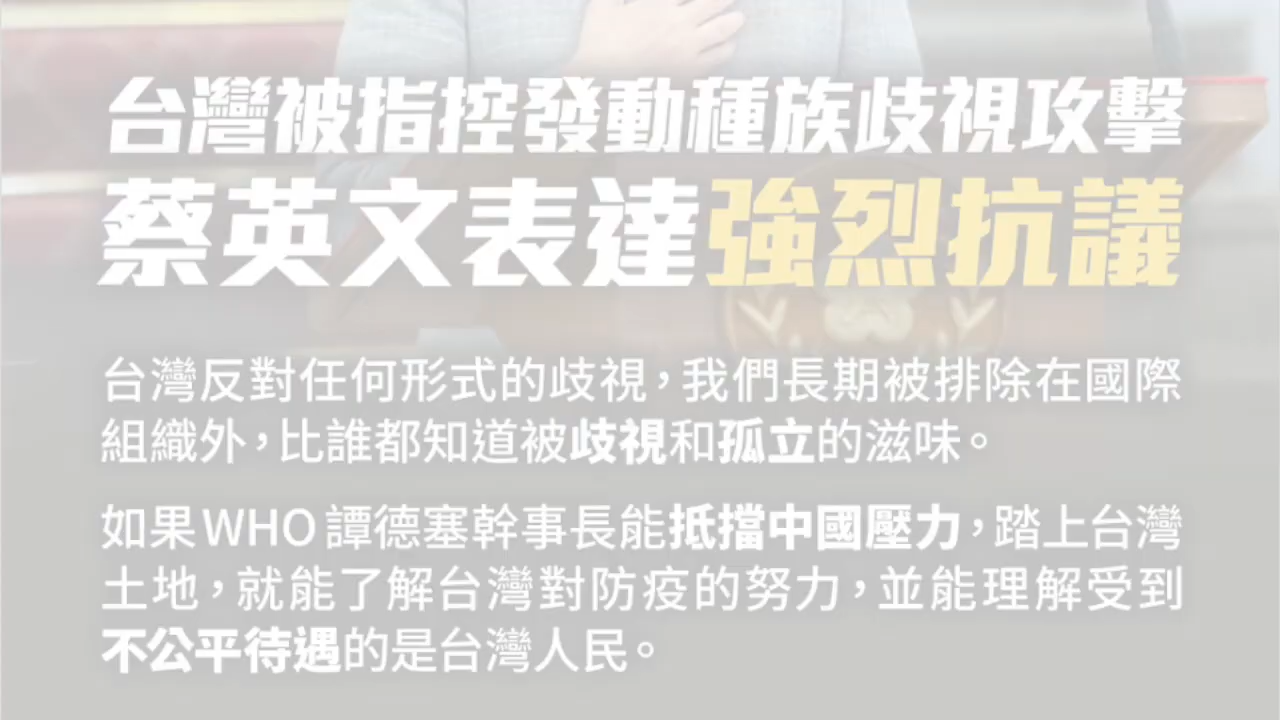 台灣被指控發動種族歧視攻擊
蔡英文表達強烈抗議
台灣反對任何形式的歧視,我們長期被排除在國際
組織外,比誰都知道被歧視和孤立的滋味。
如果WHO譚德塞幹事長能抵擋中國壓力,踏上台灣
土地,就能了解台灣對防疫的努力,並能理解受到
不公平待遇的是台灣人民。